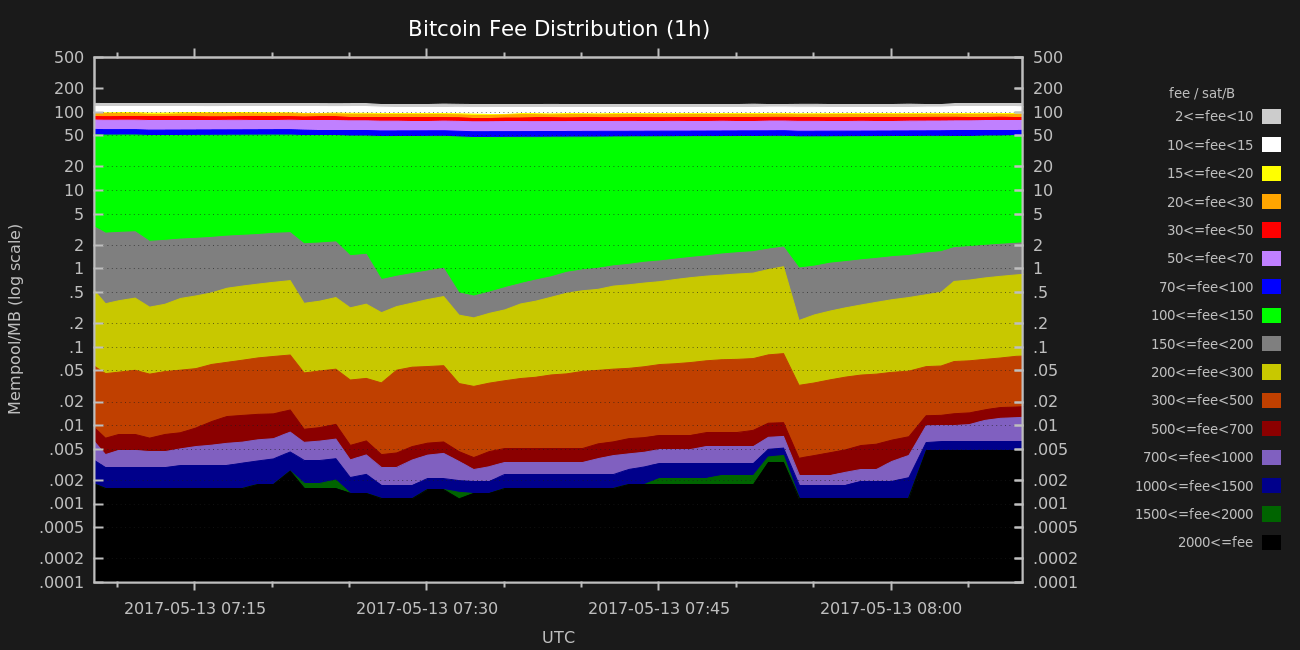 Bitcoin Fee Distribution (1h)
500 500
200 200
100 100
50 50
20 20
10 10
5 5
2 2
1 1
.5 .5
.2 .2
.1 .1
.05 .05
.02 .02
.01 .01
.005 .005
.002 .002
.001 .001
.0005 .0005
.0002 .0002
.0001 .0001
Mempool/MB (log scale)
2017-05-13 07:15 2017-05-13 07:30 2017-05-13 07:45 2017-05-13 08:00
UTC
fee / sat/B
2<=fee<10
10<=fee<15
15<=fee<20
20<=fee<30
30<=fee<50
50<=fee<70
70<=fee<100
100<=fee<150
150<=fee<200
200<=fee<300
300<=fee<500
500<=fee<700
700<=fee<1000
1000<=fee<1500
1500<=fee<2000
2000<=fee